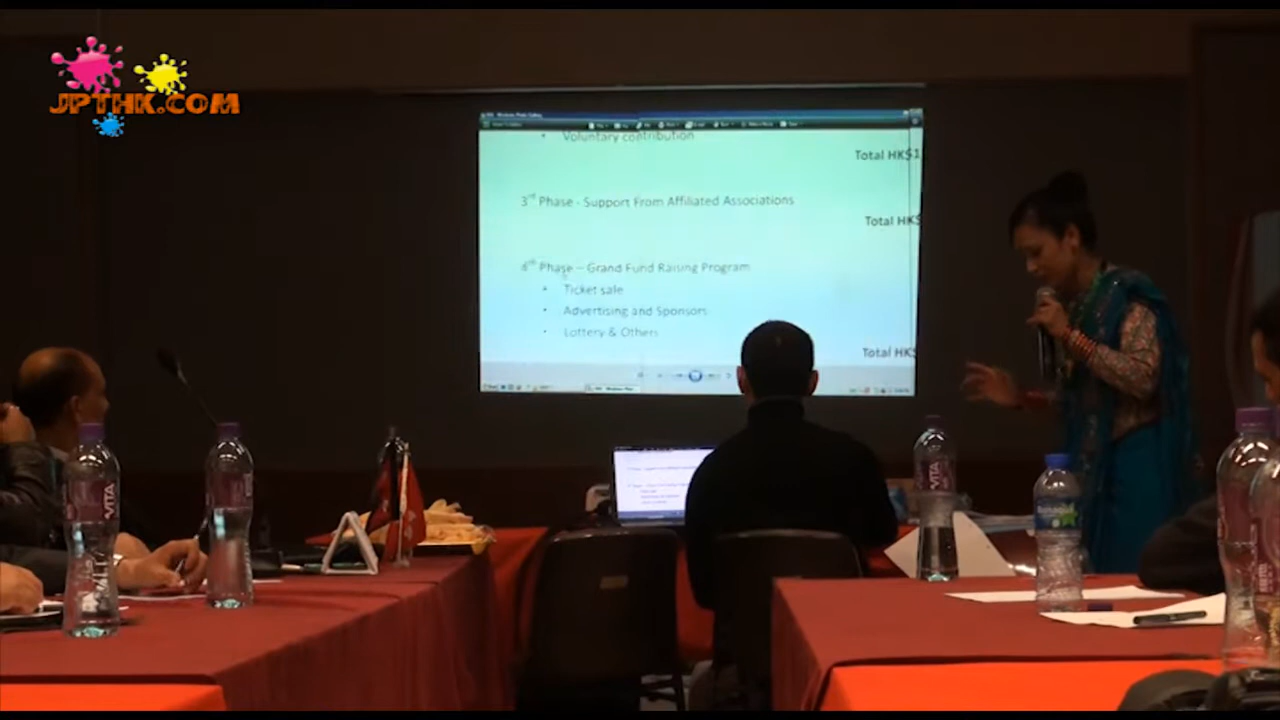 JPTHK.COM
• Voluntary contribution
Total HK$1
3rd Phase - Support From Affiliated Associations
Total HK$
4th Phase – Grand Fund Raising Program
• Ticket sale
• Advertising and Sponsors
• Lottery & Others
Total HK$
VITA
VITA
VITA
bonaqua